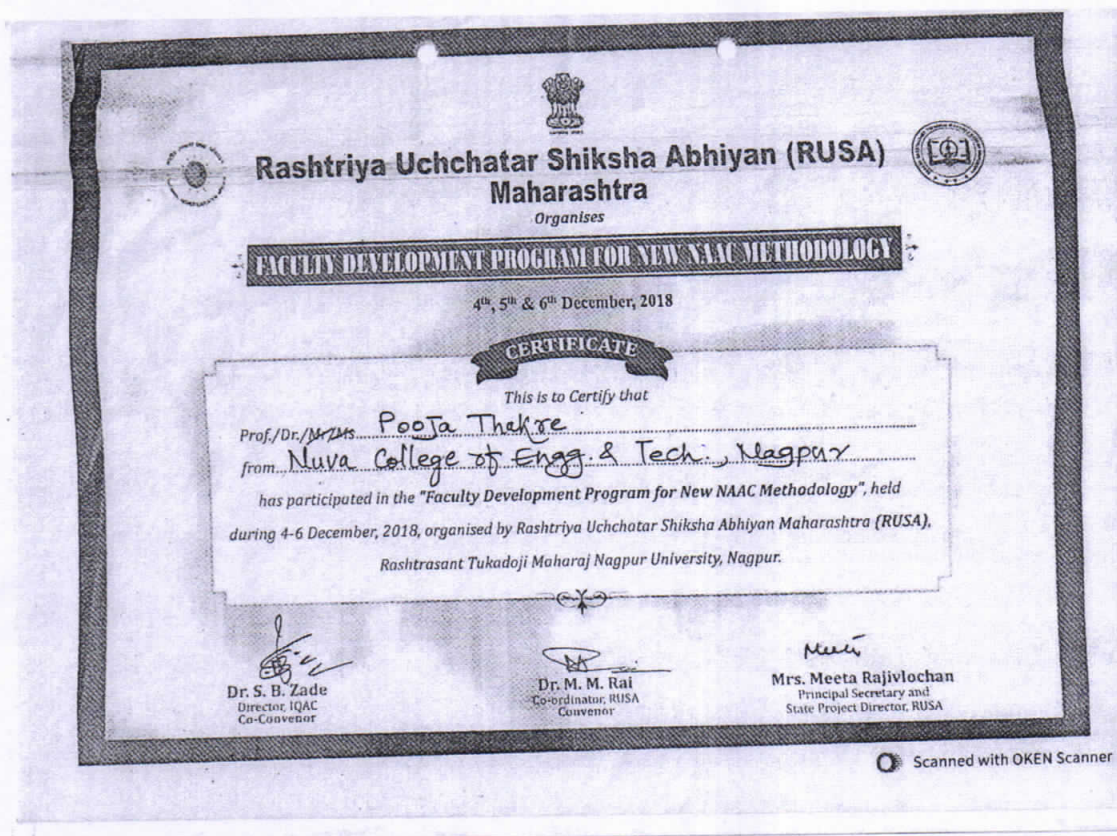 Rashtriya Uchchatar Shiksha Abhiyan (RUSA)
Maharashtra
Organises
FACULTY DEVELOPMENT PROGRAM FOR NEW NAAC METHODOLOGY
4th, 5th & 6th December, 2018
CERTIFICATE
This is to Certify that
Prof./Dr./Mr./Ms. Pooja Thakre
from Nuva College of Engg. & Tech., Nagpur
has participated in the "Faculty Development Program for New NAAC Methodology", held
during 4-6 December, 2018, organised by Rashtriya Uchchatar Shiksha Abhiyan Maharashtra (RUSA),
Rashtrasant Tukadoji Maharaj Nagpur University, Nagpur.
Dr. S. B. Zade
Director, IQAC
Co-Convenor
Dr. M. M. Rai
Co-ordinator, RUSA
Convenor
Mrs. Meeta Rajivlochan
Principal Secretary and
State Project Director, RUSA
Scanned with OKEN Scanner